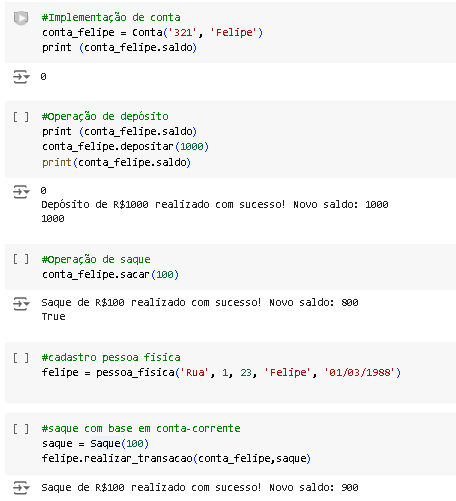 #Implementação de conta
conta_felipe = Conta('321', 'Felipe')
print (conta_felipe.saldo)
0
[ ] #Operação de depósito
print (conta_felipe.saldo)
conta_felipe.depositar(1000)
print(conta_felipe.saldo)
0
Depósito de R$1000 realizado com sucesso! Novo saldo: 1000
1000
[ ] #Operação de saque
conta_felipe.sacar(100)
Saque de R$100 realizado com sucesso! Novo saldo: 800
True
[ ] #cadastro pessoa física
felipe = pessoa_fisica('Rua', 1, 23, 'Felipe', '01/03/1988')
[ ] #saque com base em conta-corrente
saque = Saque(100)
felipe.realizar_transacao(conta_felipe,saque)
Saque de R$100 realizado com sucesso! Novo saldo: 900